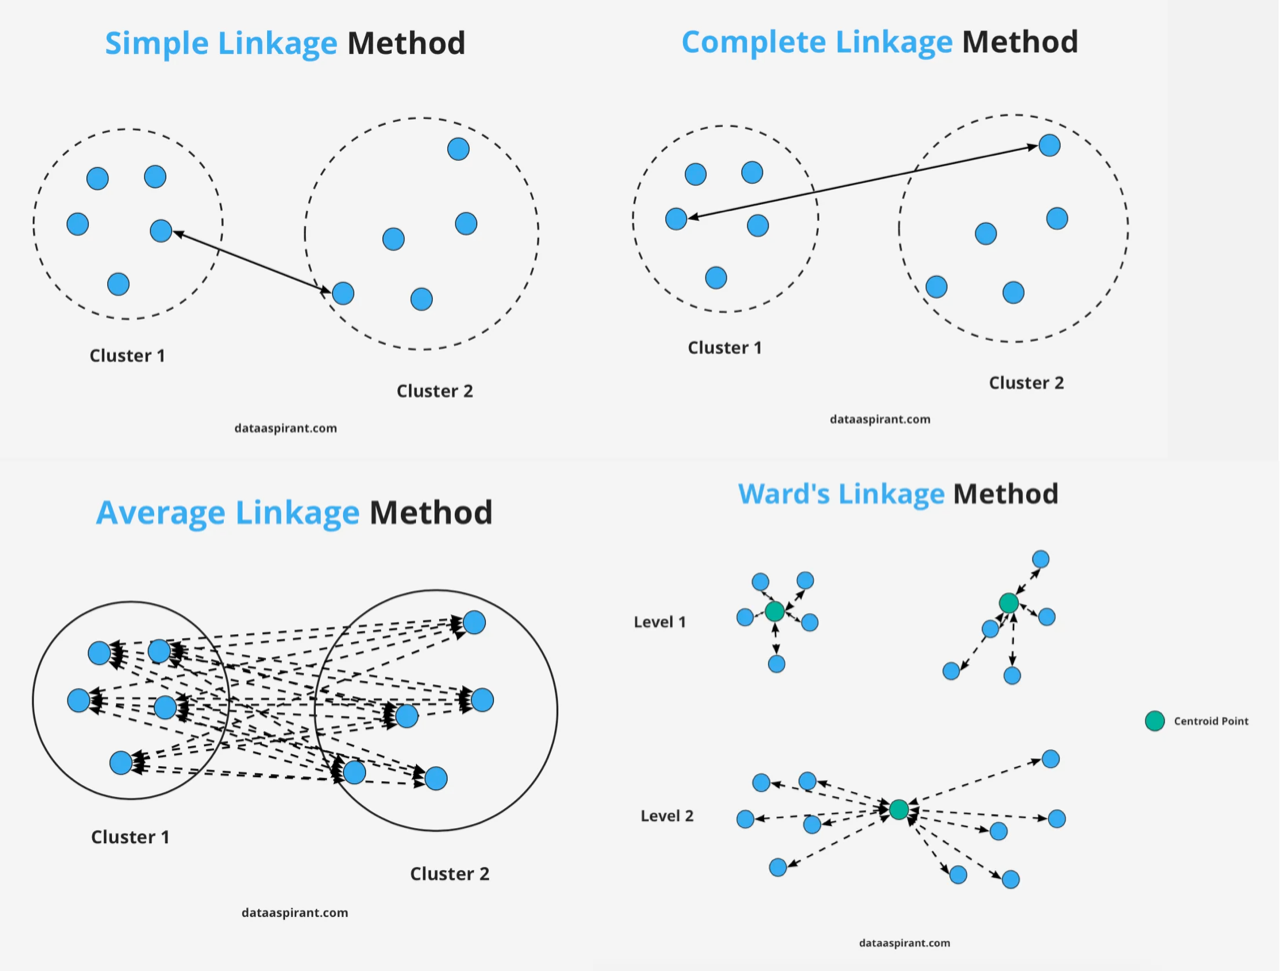 Simple Linkage Method
Cluster 1
Cluster 2
dataaspirant.com
Complete Linkage Method
Cluster 1
Cluster 2
dataaspirant.com
Average Linkage Method
Cluster 1
Cluster 2
dataaspirant.com
Ward's Linkage Method
Level 1
Centroid Point
Level 2
dataaspirant.com